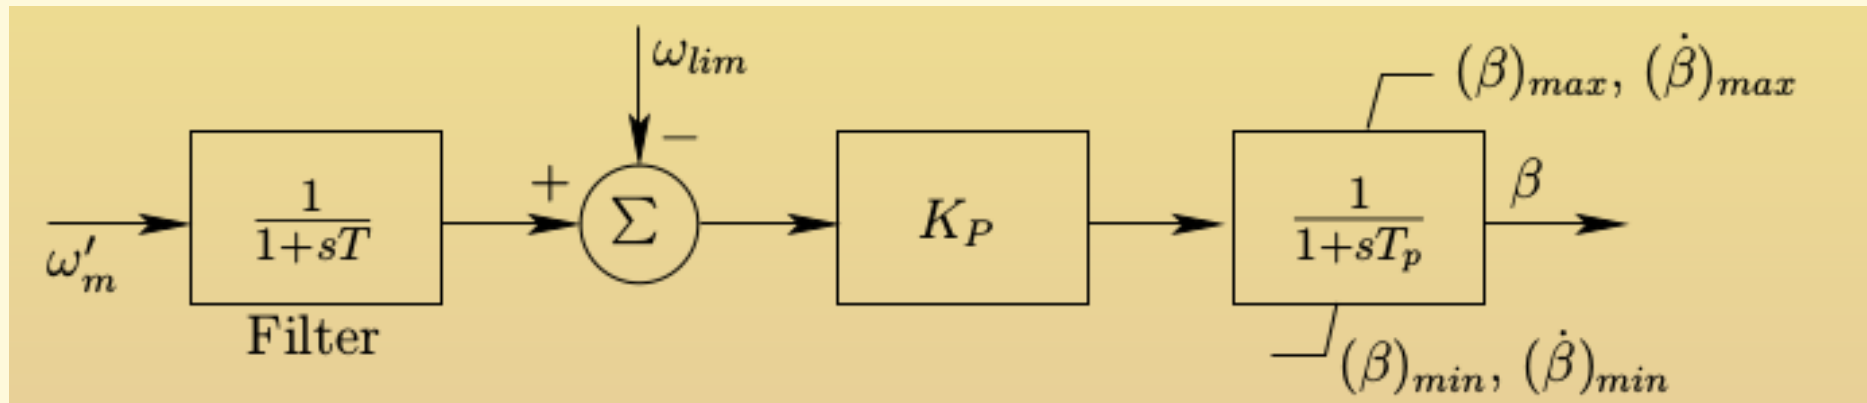 ω_lim
(β)_max, (β̇)_max
−
+
1/(1+sT)
Σ
K_P
1/(1+sT_p)
β
ω′_m
Filter
(β)_min, (β̇)_min